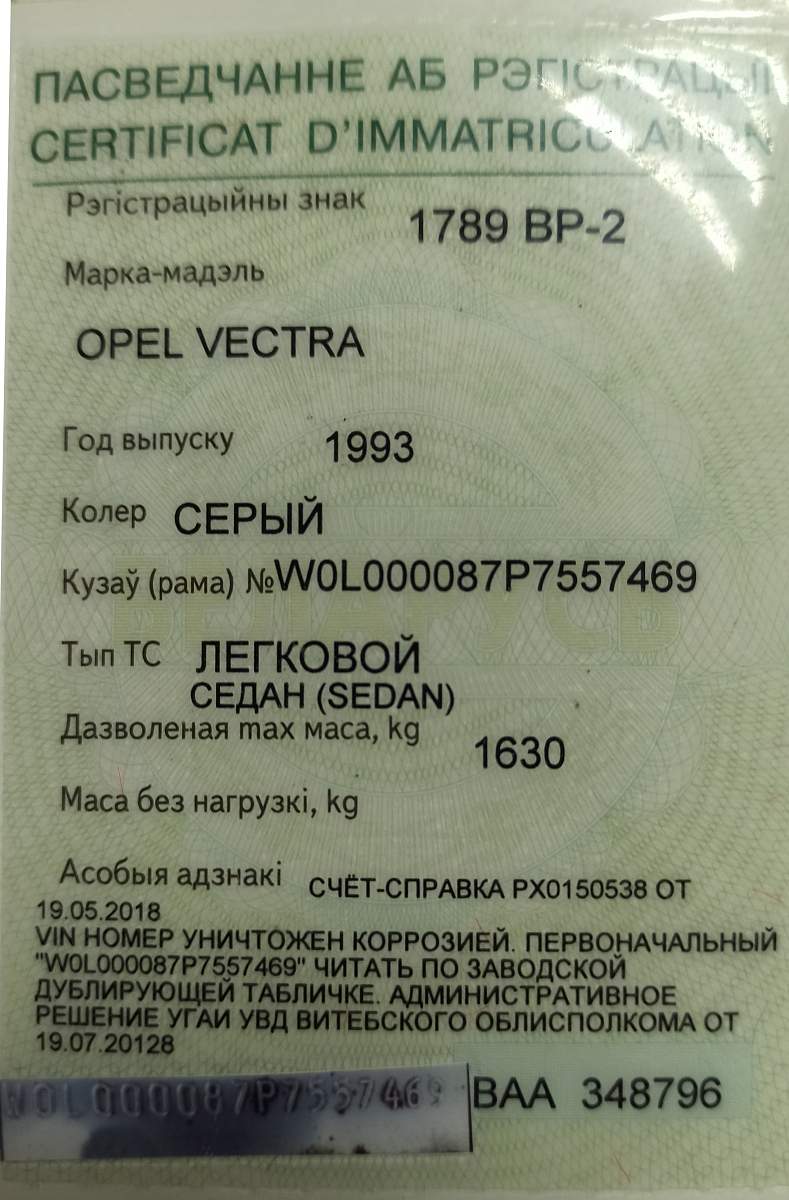 ПАСВЕДЧАННЕ АБ РЭГІСТРАЦЫІ
CERTIFICAT D'IMMATRICULATION
Рэгістрацыйны знак 1789 BP-2
Марка-мадэль
OPEL VECTRA
Год выпуску 1993
Колер СЕРЫЙ
Кузаў (рама) №W0L000087P7557469
Тып ТС ЛЕГКОВОЙ
СЕДАН (SEDAN)
Дазволеная max маса, kg 1630
Маса без нагрузкі, kg
Асобыя адзнакі СЧЁТ-СПРАВКА РХ0150538 ОТ
19.05.2018
VIN НОМЕР УНИЧТОЖЕН КОРРОЗИЕЙ. ПЕРВОНАЧАЛЬНЫЙ
"W0L000087P7557469" ЧИТАТЬ ПО ЗАВОДСКОЙ
ДУБЛИРУЮЩЕЙ ТАБЛИЧКЕ. АДМИНИСТРАТИВНОЕ
РЕШЕНИЕ УГАИ УВД ВИТЕБСКОГО ОБЛИСПОЛКОМА ОТ
19.07.20128
W0L000087P7557469 BAA 348796